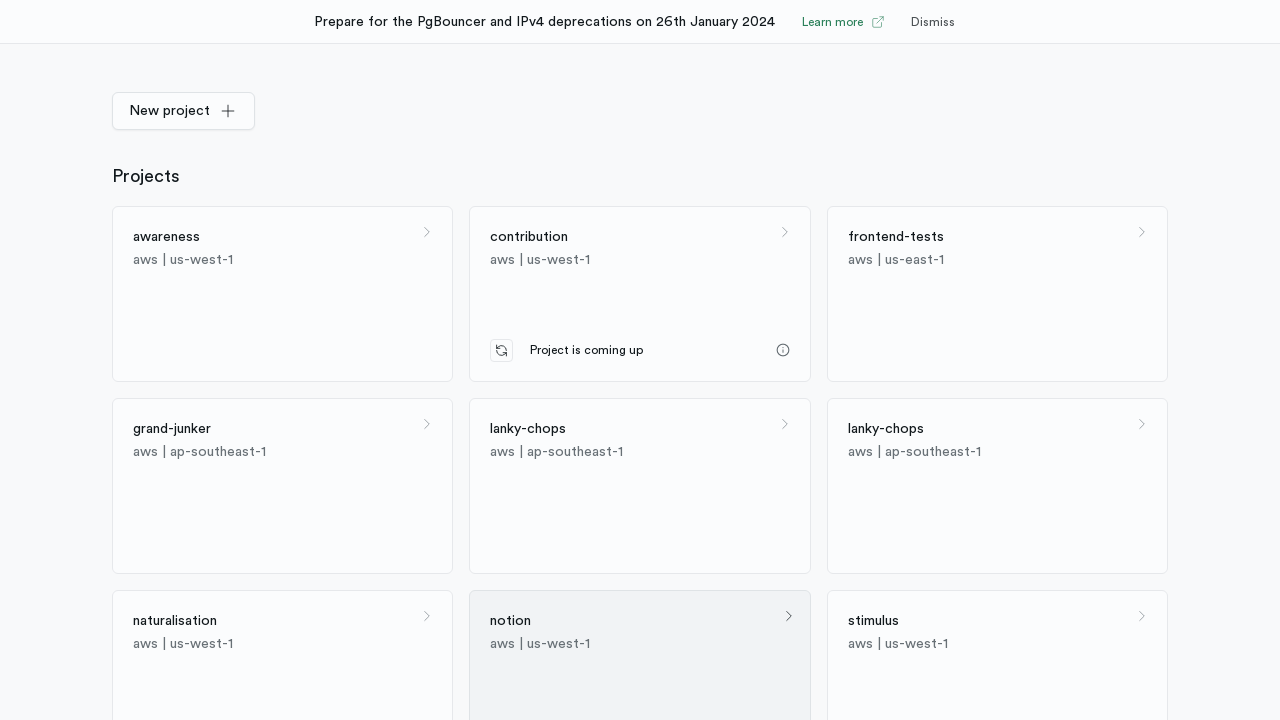 Prepare for the PgBouncer and IPv4 deprecations on 26th January 2024 Learn more Dismiss
New project
Projects
awareness
aws | us-west-1
contribution
aws | us-west-1
Project is coming up
frontend-tests
aws | us-east-1
grand-junker
aws | ap-southeast-1
lanky-chops
aws | ap-southeast-1
lanky-chops
aws | ap-southeast-1
naturalisation
aws | us-west-1
notion
aws | us-west-1
stimulus
aws | us-west-1